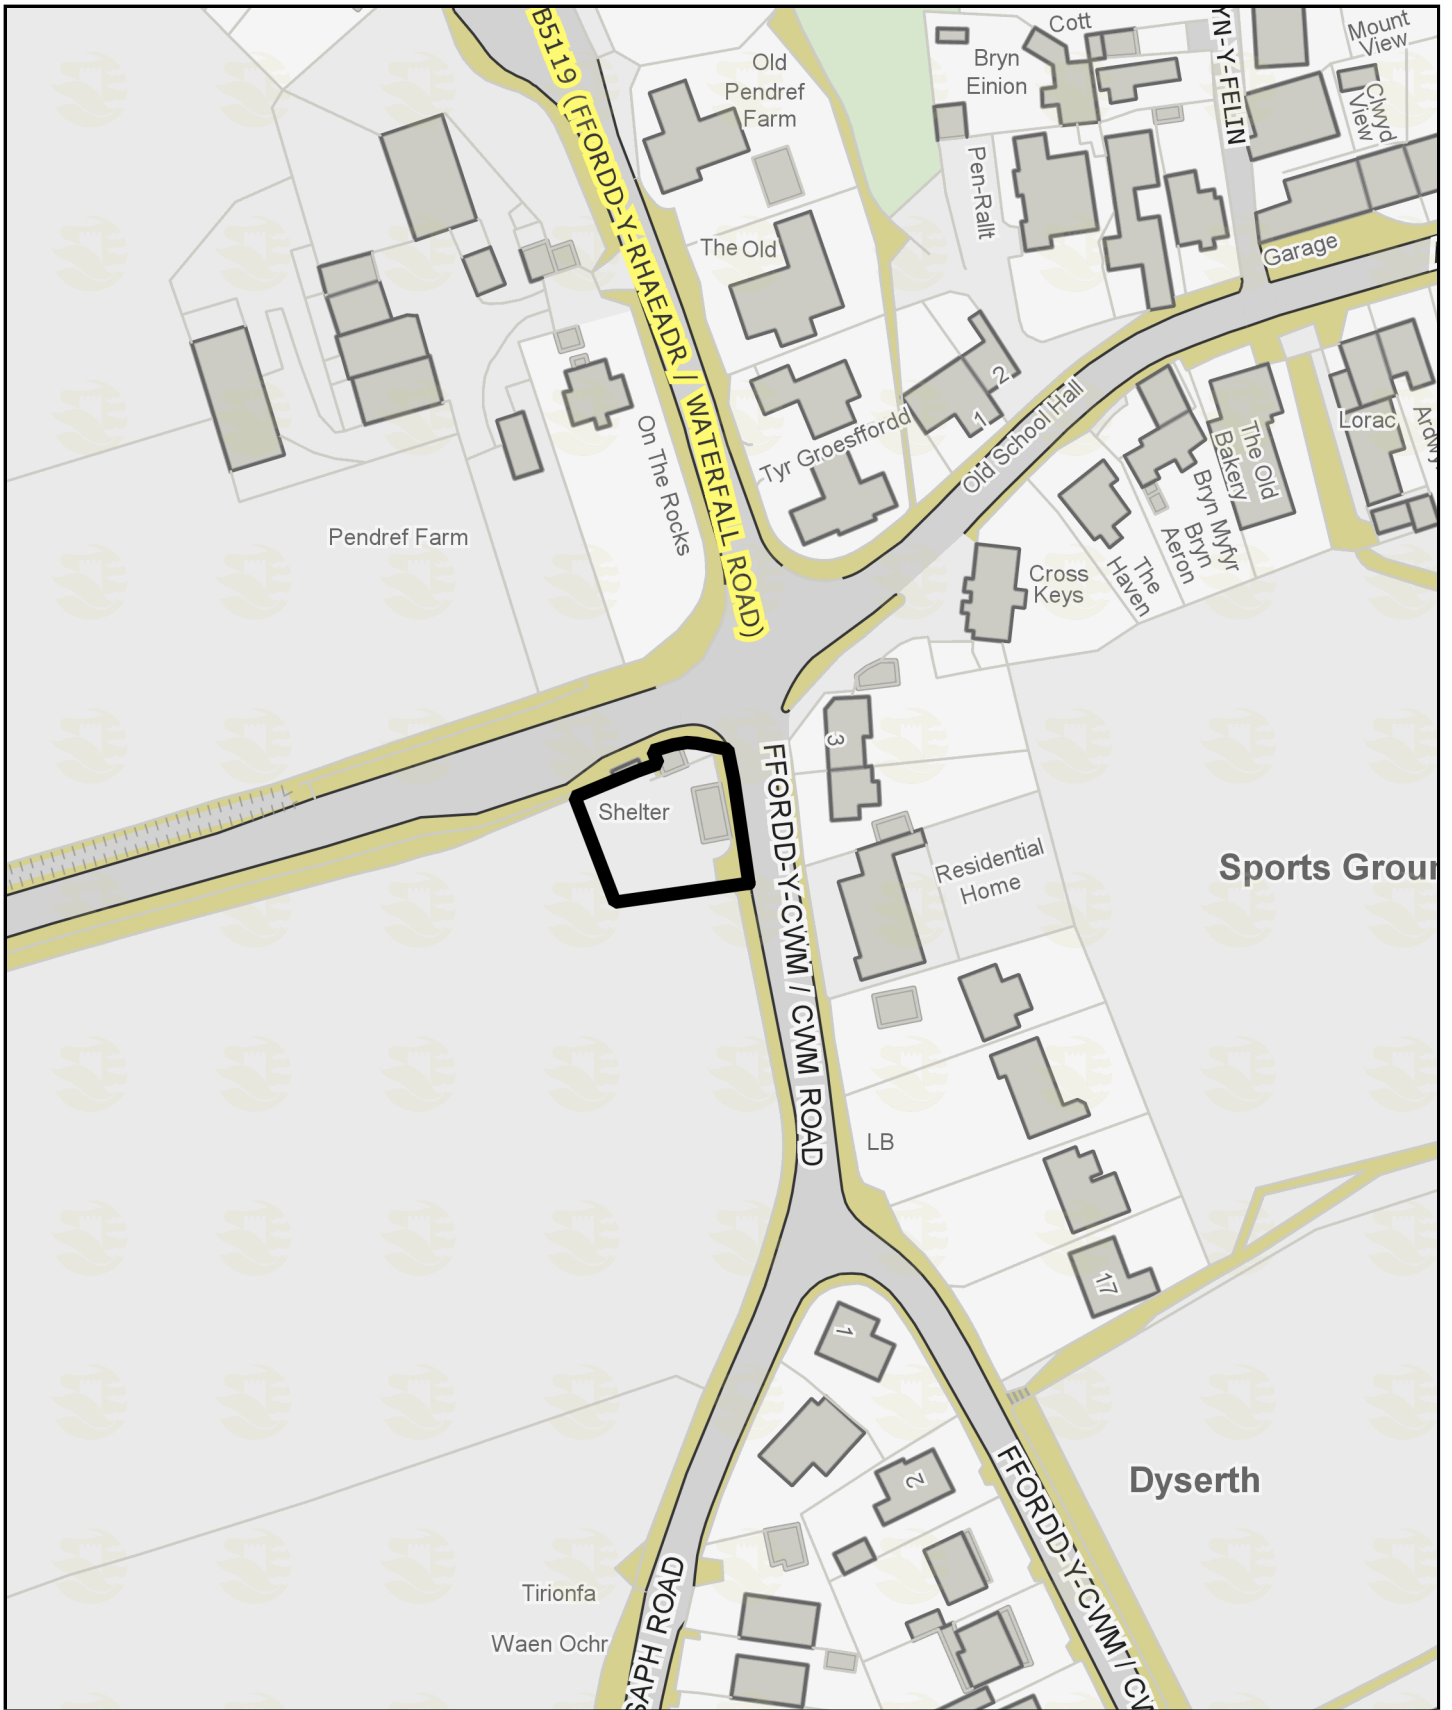 B5119 (FFORDD-Y-RHAEADR / WATERFALL ROAD)
Old
Pendref
Farm
Cott
Bryn
Einion
Mount
View
Clwyd
View
YN-Y-FELIN
Pen-Rallt
The Old
Garage
2
1
Tyr Groesffordd
Old School Hall
Lorac
The Old
Bakery
Bryn Myfyr
Bryn
Aeron
The
Haven
On The Rocks
Pendref Farm
Cross
Keys
3
Shelter
FFORDD-Y-CWM / CWM ROAD
Residential
Home
Sports Groun
LB
17
1
2
Dyserth
FFORDD-Y-CWM / CW
Tirionfa
Waen Ochr
SAPH ROAD